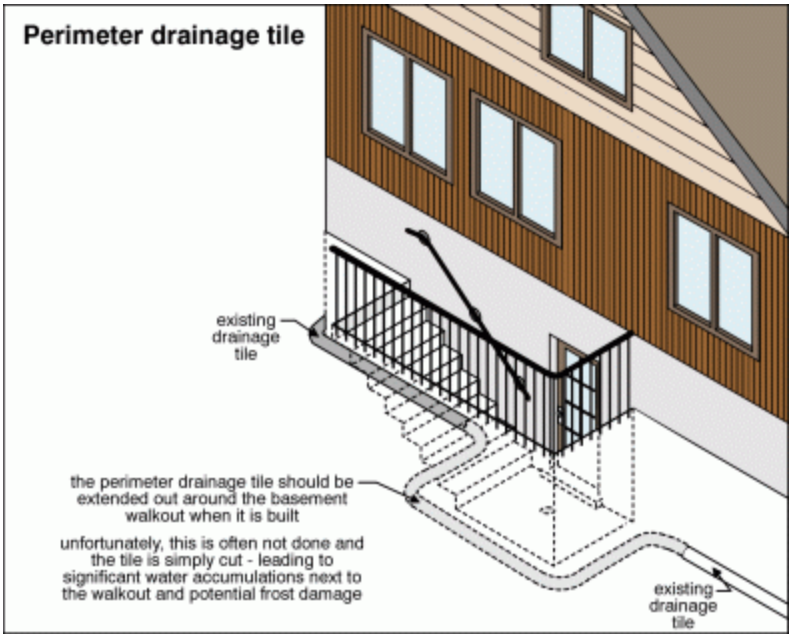 Perimeter drainage tile
existing
drainage
tile
the perimeter drainage tile should be
extended out around the basement
walkout when it is built
unfortunately, this is often not done and
the tile is simply cut - leading to
significant water accumulations next to
the walkout and potential frost damage
existing
drainage
tile